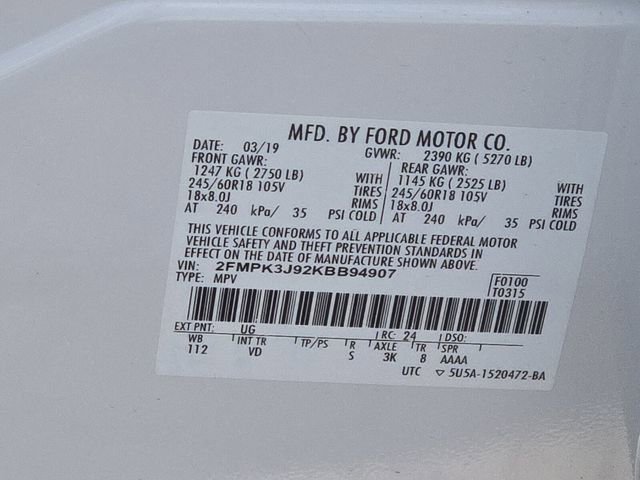 MFD. BY FORD MOTOR CO.
DATE: 03/19 GVWR: 2390 KG ( 5270 LB)
FRONT GAWR: REAR GAWR:
1247 KG ( 2750 LB) WITH 1145 KG ( 2525 LB) WITH
245/60R18 105V TIRES 245/60R18 105V TIRES
18x8.0J RIMS 18x8.0J RIMS
AT 240 kPa/ 35 PSI COLD AT 240 kPa/ 35 PSI COLD
THIS VEHICLE CONFORMS TO ALL APPLICABLE FEDERAL MOTOR
VEHICLE SAFETY AND THEFT PREVENTION STANDARDS IN
EFFECT ON THE DATE OF MANUFACTURE SHOWN ABOVE.
VIN: 2FMPK3J92KBB94907 F0100
TYPE: MPV T0315
EXT PNT: UG RC: 24 DSO:
WB INT TR TP/PS R AXLE TR SPR
112 VD S 3K 8 AAAA
UTC ▽ 5U5A-1520472-BA